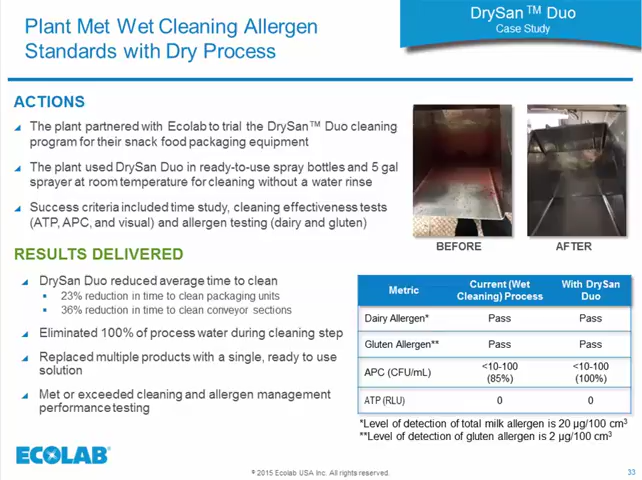 Plant Met Wet Cleaning Allergen
Standards with Dry Process
DrySan™ Duo
Case Study
ACTIONS
The plant partnered with Ecolab to trial the DrySan™ Duo cleaning
program for their snack food packaging equipment
The plant used DrySan Duo in ready-to-use spray bottles and 5 gal
sprayer at room temperature for cleaning without a water rinse
Success criteria included time study, cleaning effectiveness tests
(ATP, APC, and visual) and allergen testing (dairy and gluten)
BEFORE
AFTER
RESULTS DELIVERED
DrySan Duo reduced average time to clean
23% reduction in time to clean packaging units
36% reduction in time to clean conveyor sections
Eliminated 100% of process water during cleaning step
Replaced multiple products with a single, ready to use
solution
Met or exceeded cleaning and allergen management
performance testing
Metric
Current (Wet
Cleaning) Process
With DrySan
Duo
Dairy Allergen*
Pass
Pass
Gluten Allergen**
Pass
Pass
APC (CFU/mL)
<10-100
(85%)
<10-100
(100%)
ATP (RLU)
0
0
*Level of detection of total milk allergen is 20 µg/100 cm³
**Level of detection of gluten allergen is 2 µg/100 cm³
ECOLAB®
© 2015 Ecolab USA Inc. All rights reserved.
33